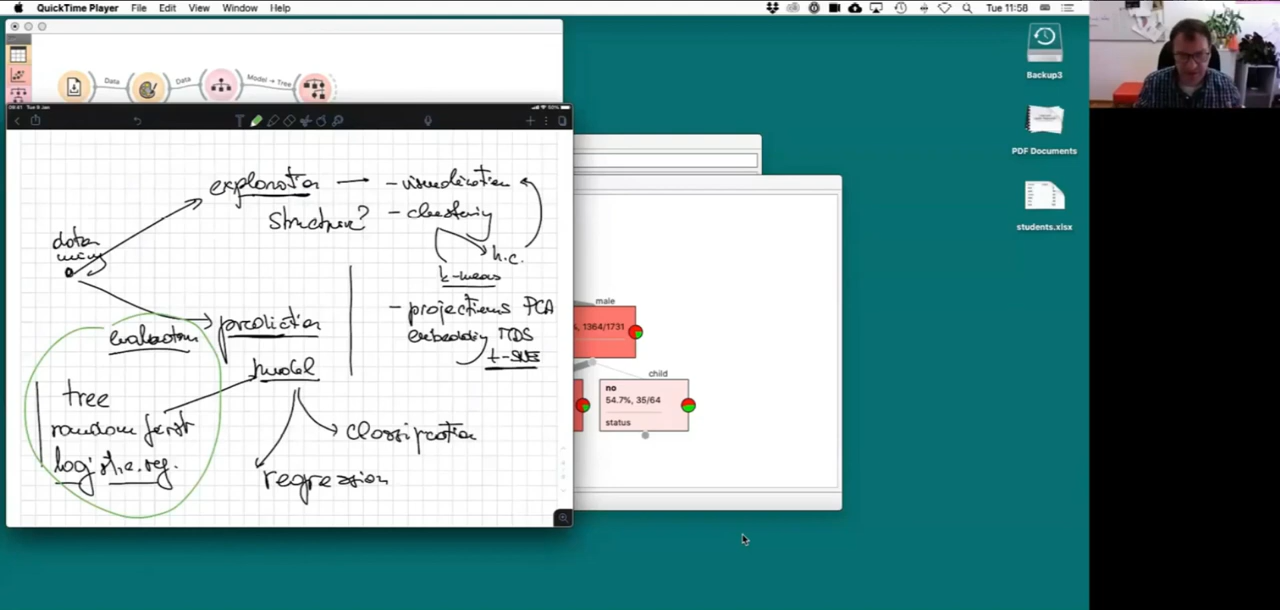 QuickTime Player File Edit View Window Help
Tue 11:58
Data
Data
Model → Tree
Backup3
PDF Documents
students.xlsx
exploration
- visualization
structure?
- clustering
data
h.c.
k-means
- projections PCA
embedding MDS
t-SNE
prediction
evaluation
model
tree
random forst
logistic.reg.
classification
regression
male
%, 1364/1731
child
no
54.7%, 35/64
status